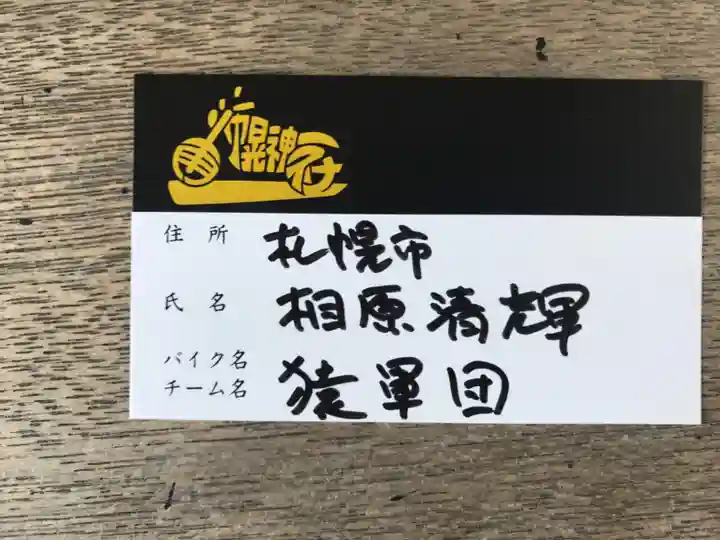 車幌神社
住所 札幌市
氏名 相原清輝
バイク名
チーム名 猿軍団